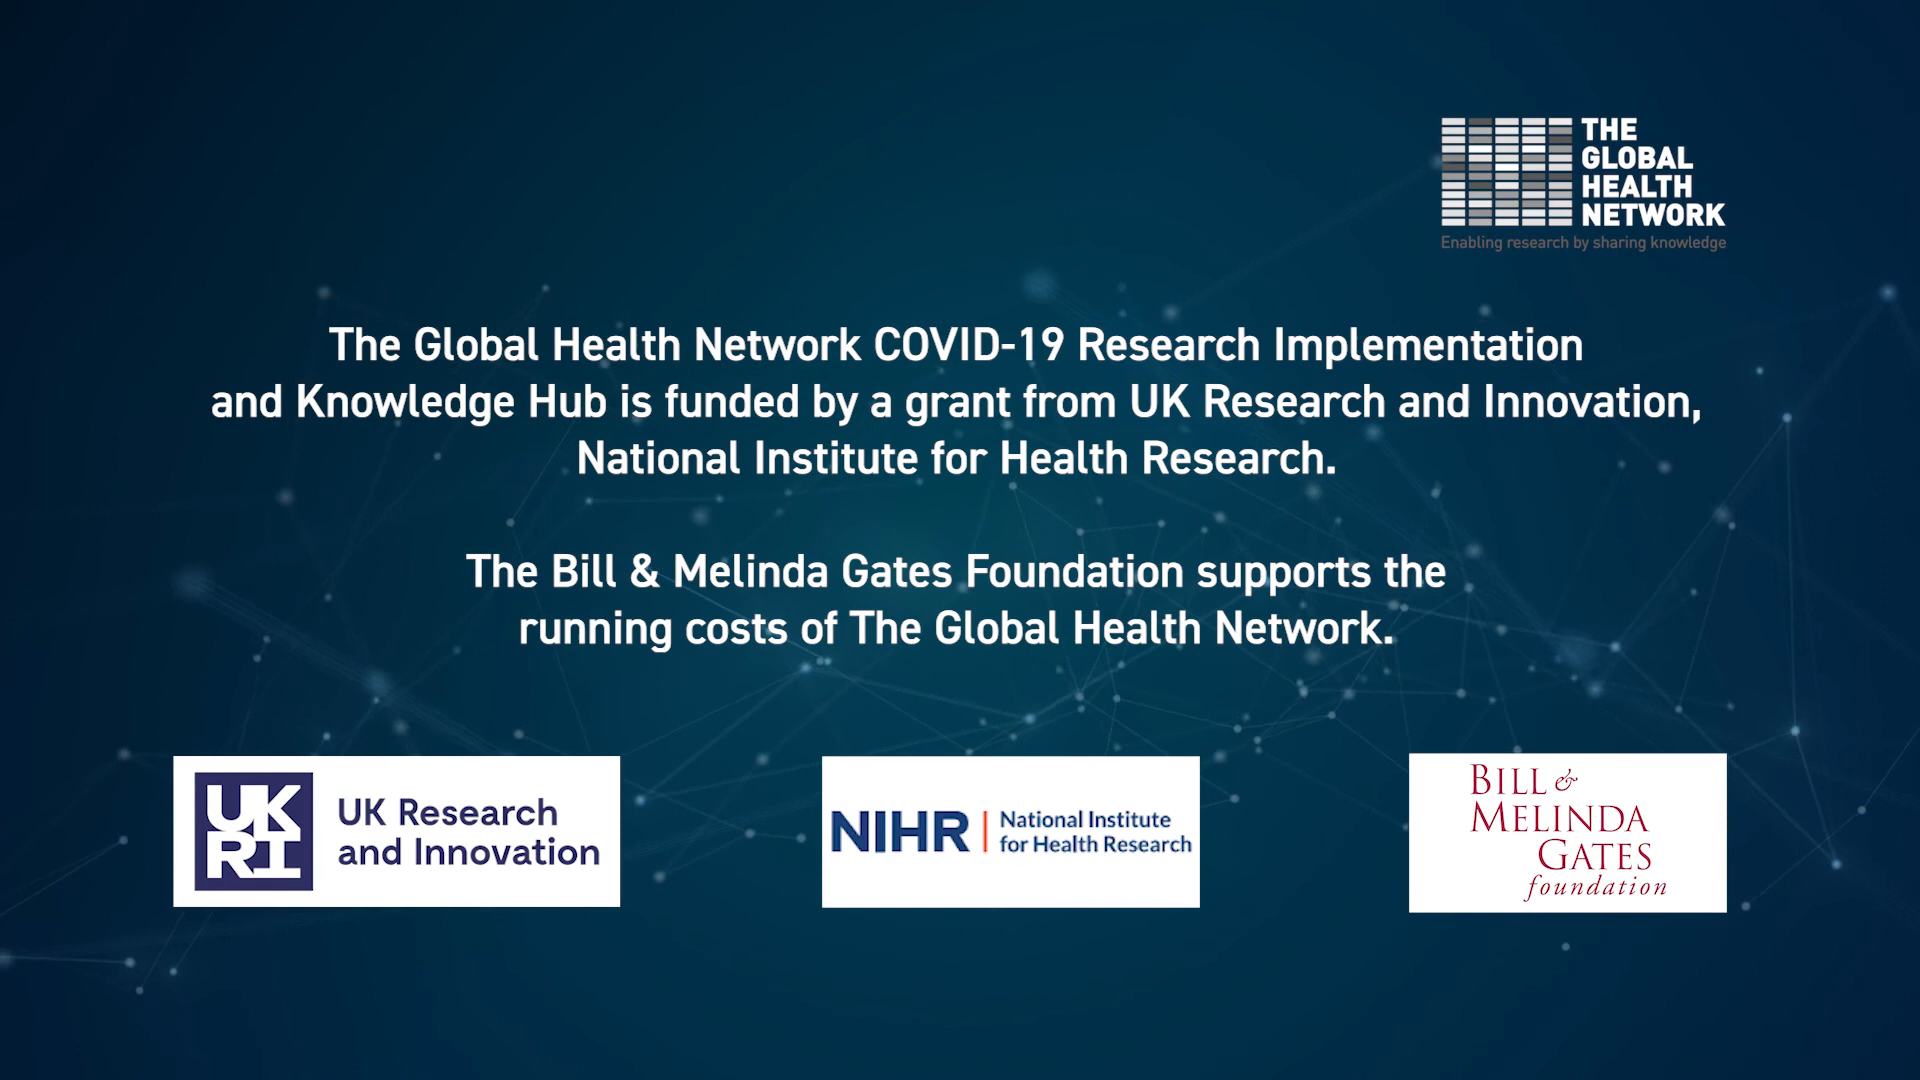 THE
GLOBAL
HEALTH
NETWORK
Enabling research by sharing knowledge
The Global Health Network COVID-19 Research Implementation
and Knowledge Hub is funded by a grant from UK Research and Innovation,
National Institute for Health Research.
The Bill & Melinda Gates Foundation supports the
running costs of The Global Health Network.
UK
RI
UK Research
and Innovation
NIHR
National Institute
for Health Research
BILL &
MELINDA
GATES
foundation